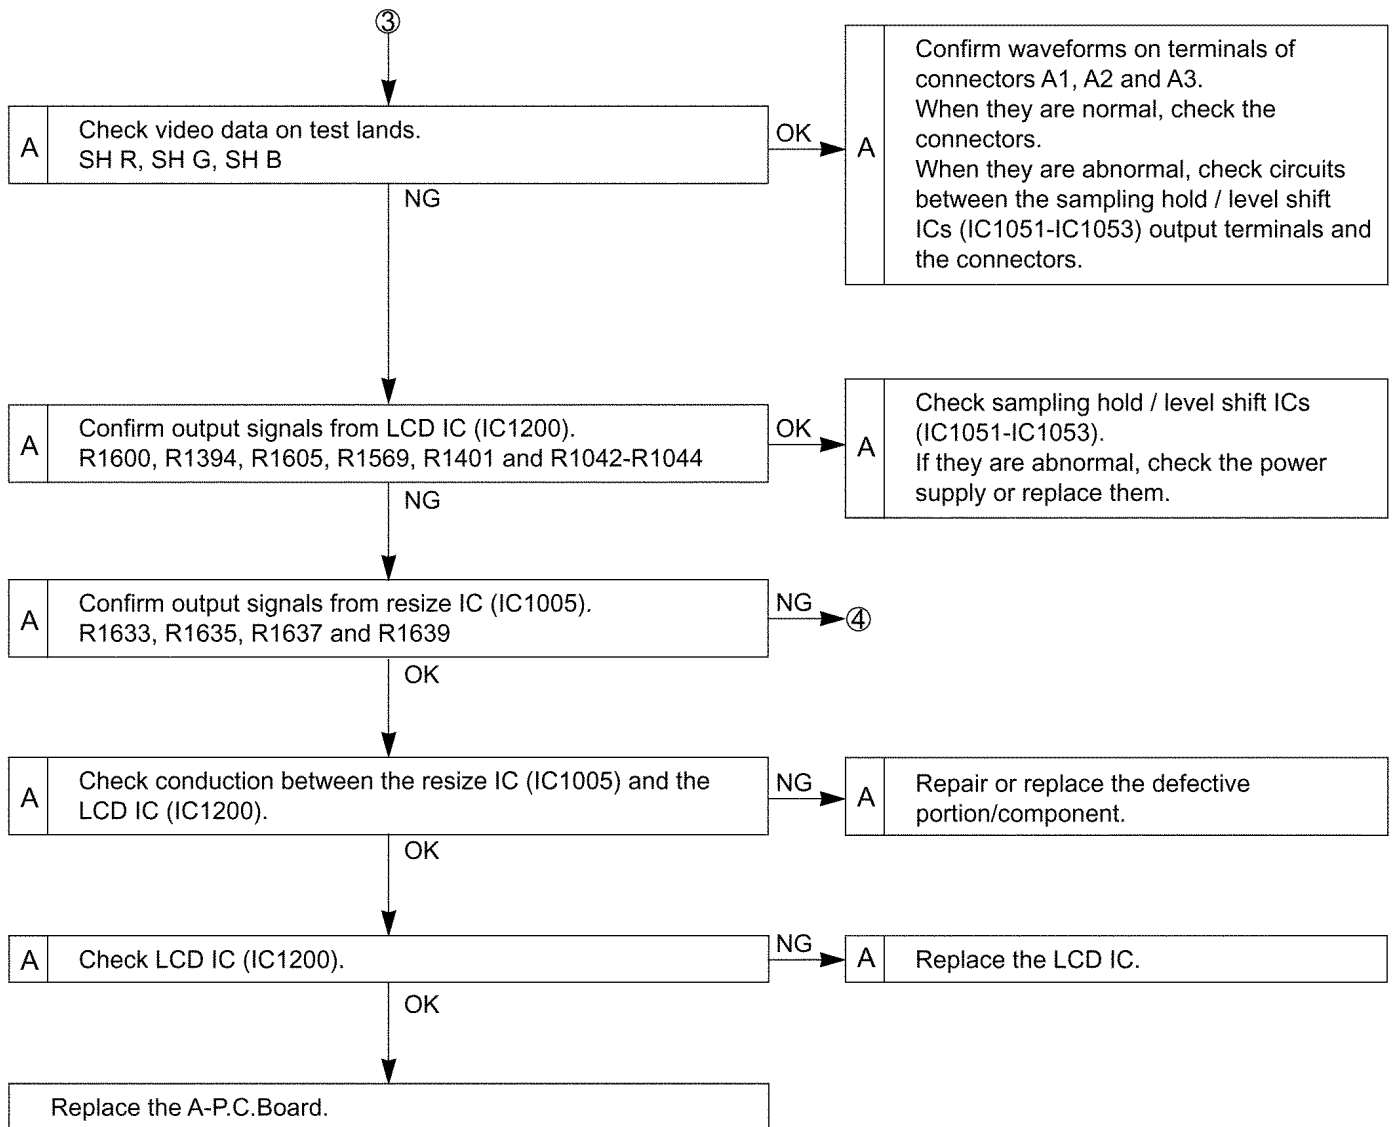 ③
A
Check video data on test lands.
SH R, SH G, SH B
OK
A
Confirm waveforms on terminals of
connectors A1, A2 and A3.
When they are normal, check the
connectors.
When they are abnormal, check circuits
between the sampling hold / level shift
ICs (IC1051-IC1053) output terminals and
the connectors.
NG
A
Confirm output signals from LCD IC (IC1200).
R1600, R1394, R1605, R1569, R1401 and R1042-R1044
OK
A
Check sampling hold / level shift ICs
(IC1051-IC1053).
If they are abnormal, check the power
supply or replace them.
NG
A
Confirm output signals from resize IC (IC1005).
R1633, R1635, R1637 and R1639
NG
④
OK
A
Check conduction between the resize IC (IC1005) and the
LCD IC (IC1200).
NG
A
Repair or replace the defective
portion/component.
OK
A
Check LCD IC (IC1200).
NG
A
Replace the LCD IC.
OK
Replace the A-P.C.Board.